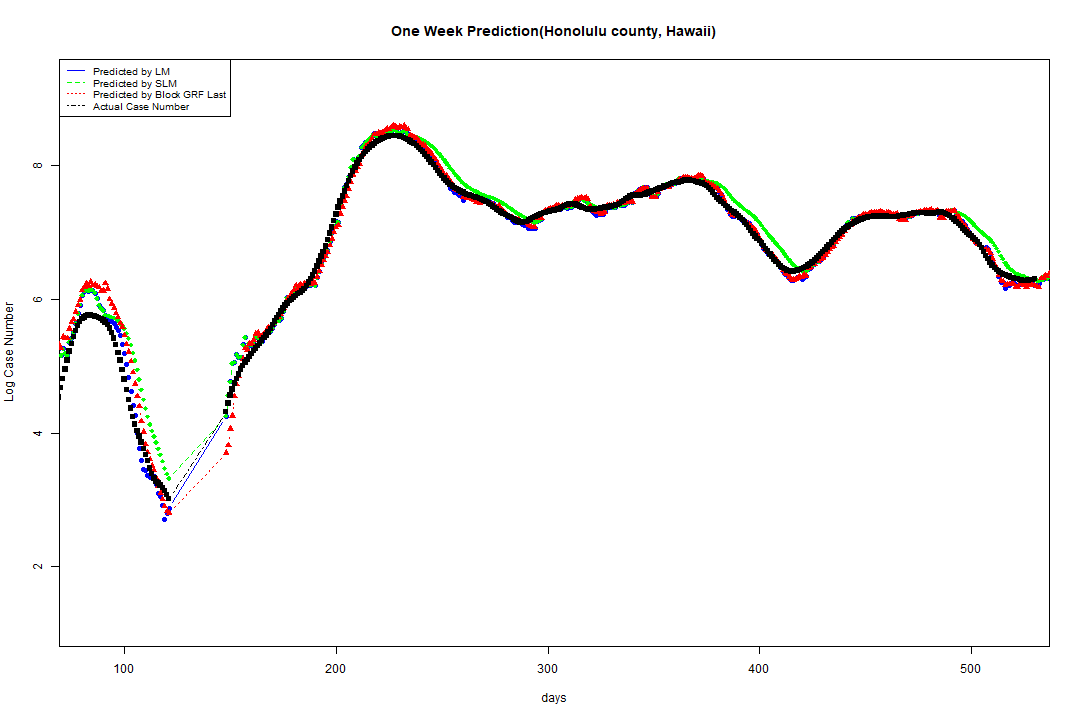 One Week Prediction(Honolulu county, Hawaii)
Predicted by LM
Predicted by SLM
Predicted by Block GRF Last
Actual Case Number
Log Case Number
8
6
4
2
100 200 300 400 500
days